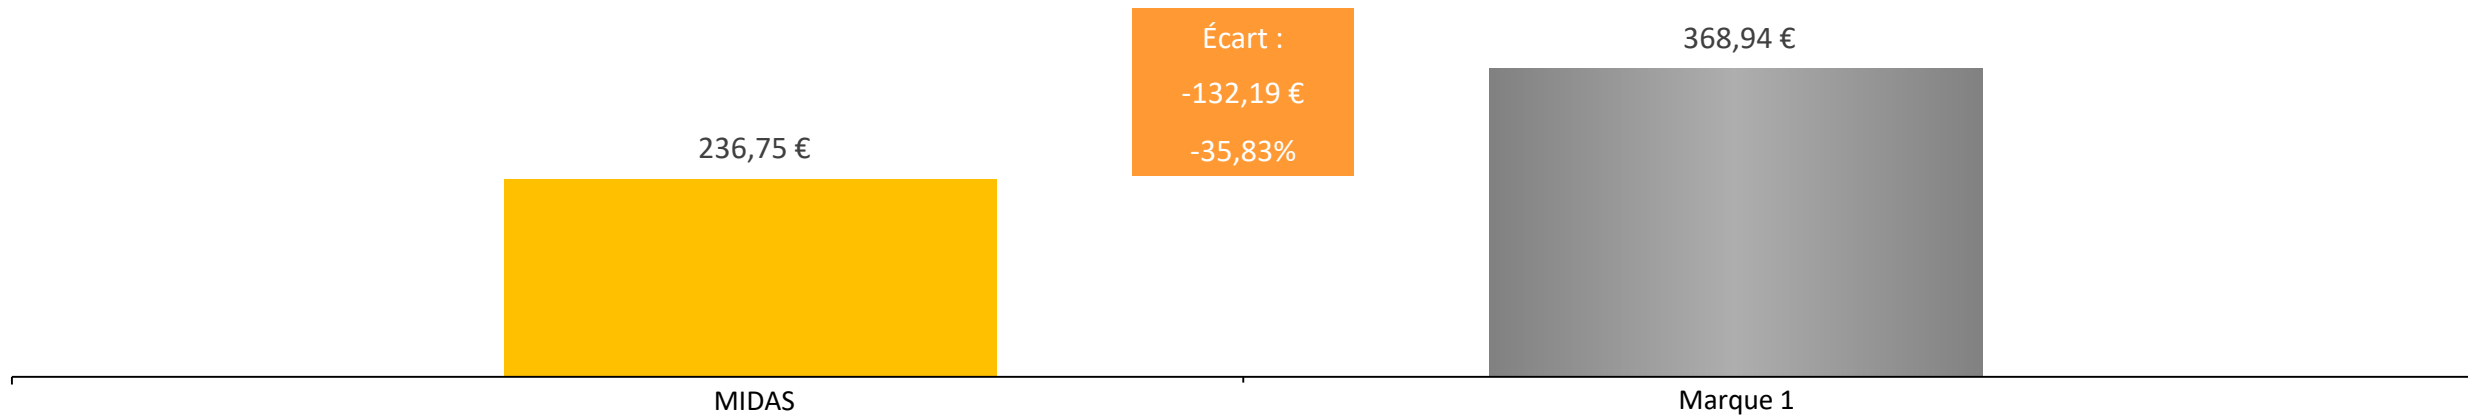 Écart :
-132,19 €
-35,83%
368,94 €
236,75 €
MIDAS
Marque 1